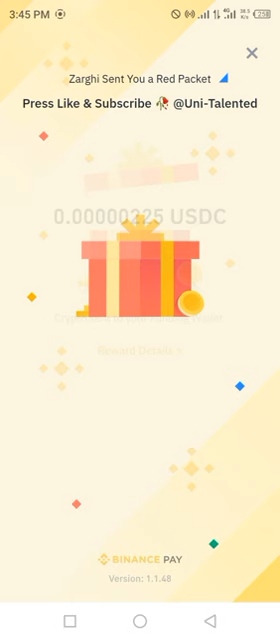 3:45 PM
Zarghi Sent You a Red Packet
Press Like & Subscribe 🥀 @Uni-Talented
0.00000225 USDC
Reward Details >
BINANCE PAY
Version: 1.1.48